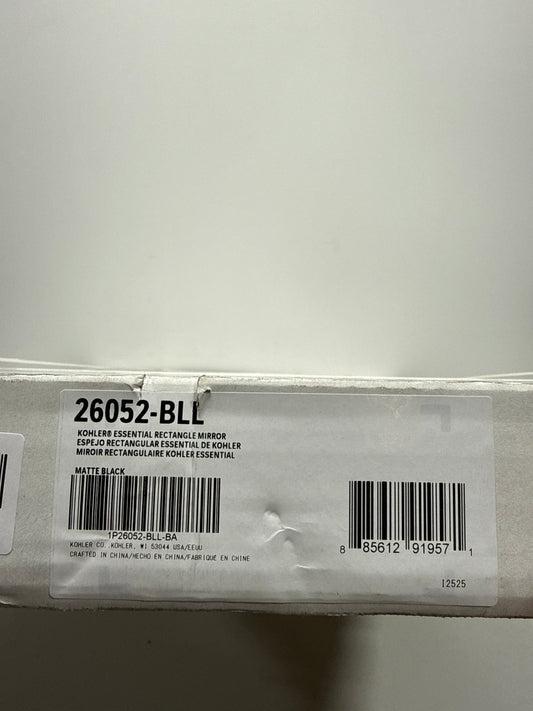 26052-BLL
KOHLER® ESSENTIAL RECTANGLE MIRROR
ESPEJO RECTANGULAR ESSENTIAL DE KOHLER
MIROIR RECTANGULAIRE KOHLER ESSENTIAL
MATTE BLACK
1P26052-BLL-BA
KOHLER CO.,KOHLER, WI 53044 USA/EEUU
CRAFTED IN CHINA/HECHO EN CHINA/FABRIQUÉ EN CHINE
8 85612 91957 1
12525